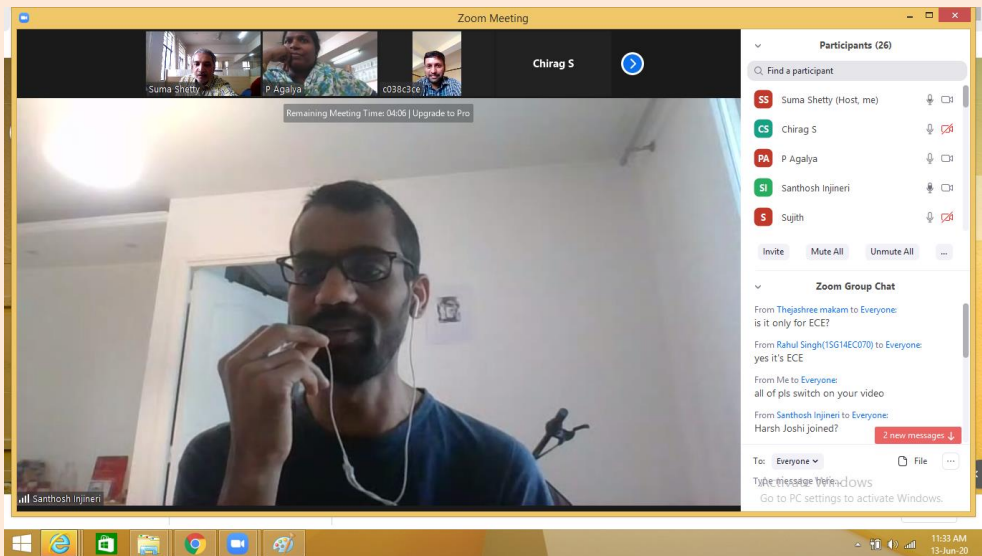 Zoom Meeting
Suma Shetty
P Agalya
c038c3ce
Chirag S
Remaining Meeting Time: 04:06 | Upgrade to Pro
Santhosh Injineri
Participants (26)
Find a participant
SS Suma Shetty (Host, me)
CS Chirag S
PA P Agalya
SI Santhosh Injineri
S Sujith
Invite Mute All Unmute All ...
Zoom Group Chat
From Thejashree makam to Everyone:
is it only for ECE?
From Rahul Singh(1SG14EC070) to Everyone:
yes it's ECE
From Me to Everyone:
all of pls switch on your video
From Santhosh Injineri to Everyone:
Harsh Joshi joined?
2 new messages
To: Everyone File ...
Type message here...
Activate Windows
Go to PC settings to activate Windows.
11:33 AM
13-Jun-20